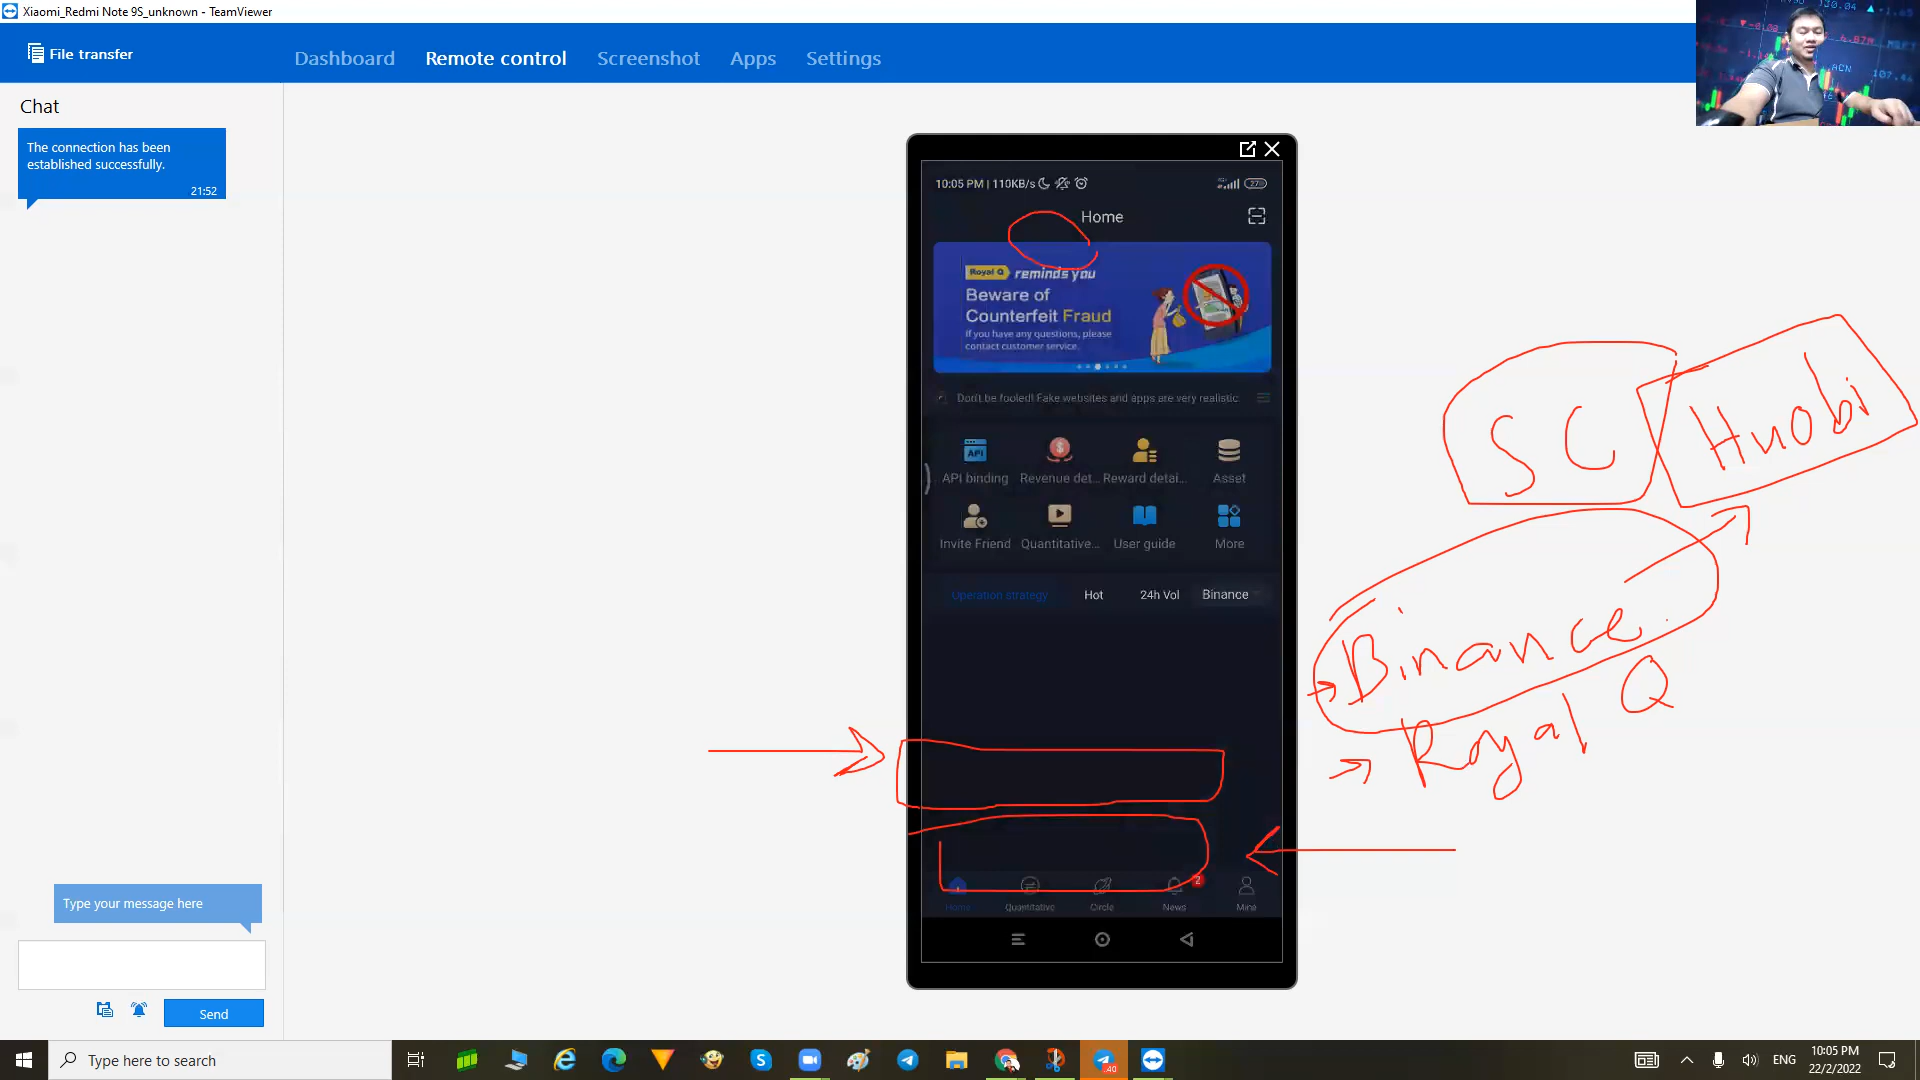 Xiaomi_Redmi Note 9S_unknown - TeamViewer
File transfer
Dashboard
Remote control
Screenshot
Apps
Settings
Chat
The connection has been
established successfully.
21:52
10:05 PM | 110KB/s
27
Home
Royal Q reminds you
Beware of
Counterfeit Fraud
If you have any questions, please
contact customer service.
Don't be fooled! Fake websites and apps are very realistic
API
API binding
Revenue det...
Reward detai...
Asset
Invite Friend
Quantitative...
User guide
More
Operation strategy
Hot
24h Vol
Binance
SC
Huobi
Binance
Royal Q
2
Home
Quantitative
Circle
News
Mine
Type your message here
Send
Type here to search
40
ENG
10:05 PM
22/2/2022